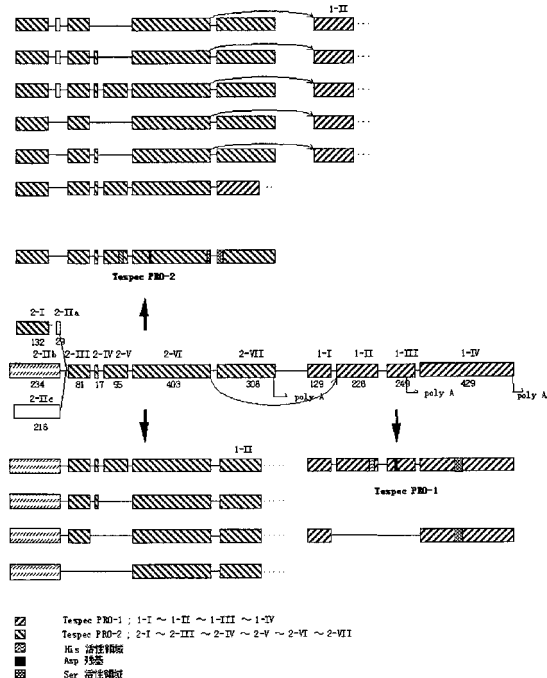 1-II
Tespec PRO-2
2-I 2-IIa
132 29
2-IIb 2-III 2-IV 2-V 2-VI 2-VII 1-I 1-II 1-III 1-IV
234 81 17 95 403 308 129 228 249 429
poly A poly A poly A
2-IIc
216
1-II
Tespec PRO-1
Tespec PRO-1 ; 1-I ～ 1-II ～ 1-III ～ 1-IV
Tespec PRO-2 ; 2-I ～ 2-III ～ 2-IV ～ 2-V ～ 2-VI ～ 2-VII
His 活性領域
Asp 残基
Ser 活性領域